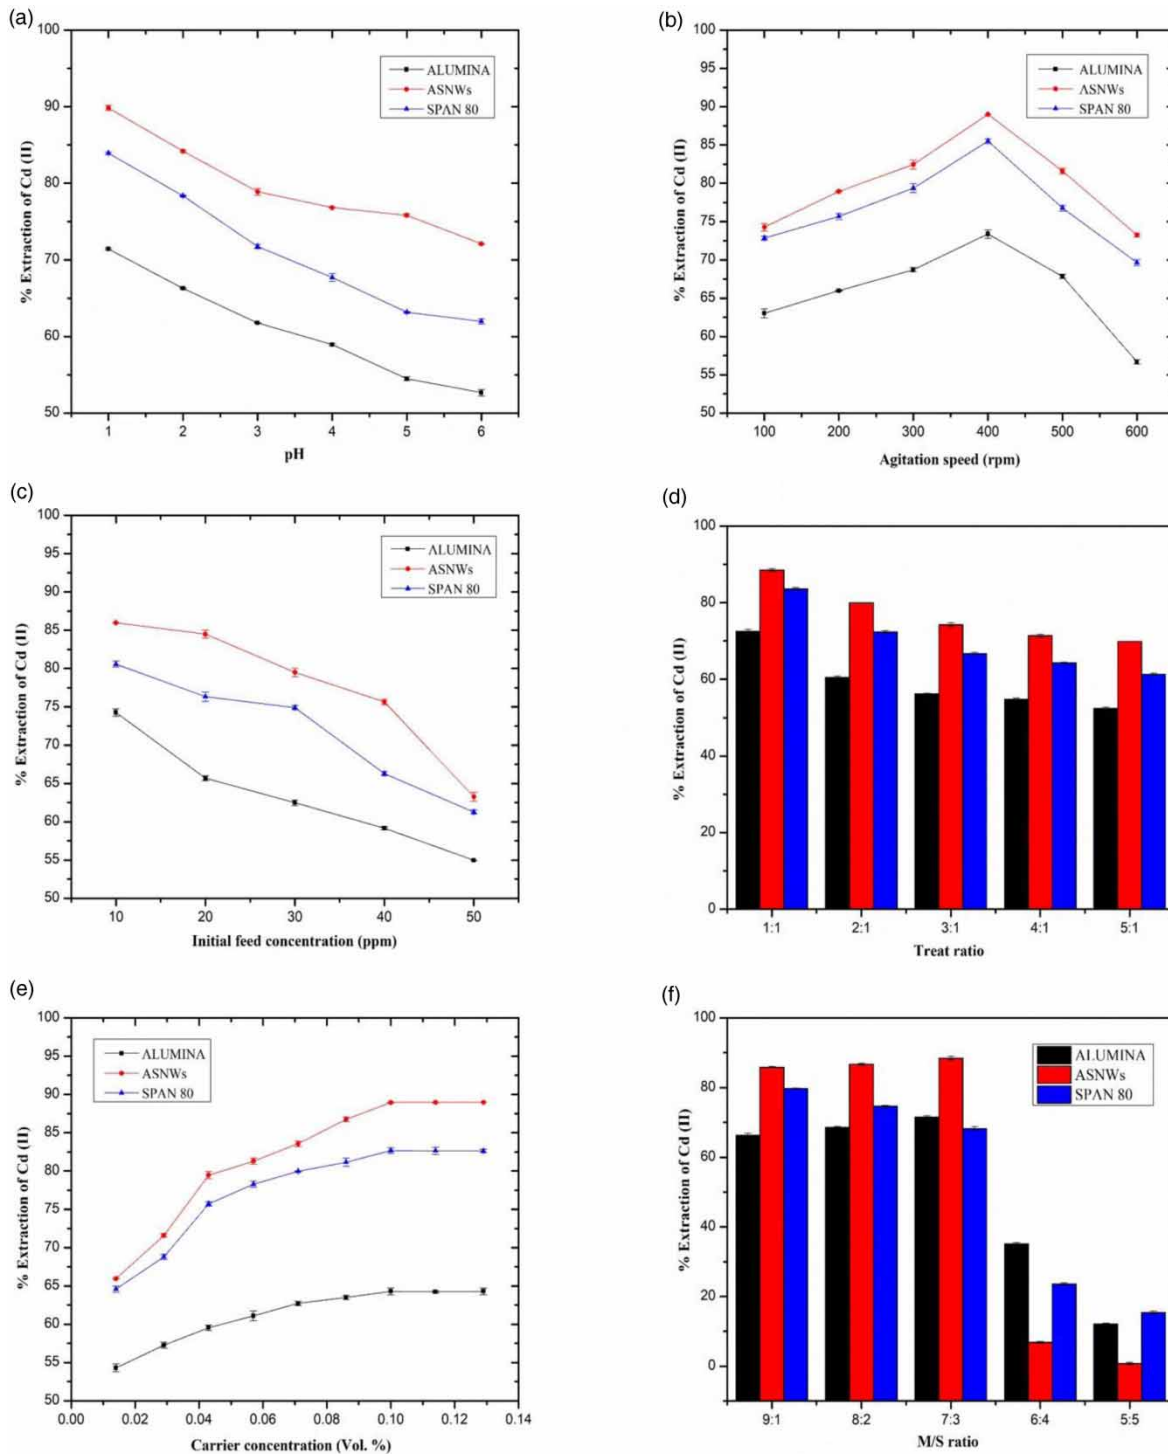 (a)
100
90
80
70
60
50
% Extraction of Cd (II)
ALUMINA
ASNWs
SPAN 80
1 2 3 4 5 6
pH
(b)
100
95
90
85
80
75
70
65
60
55
50
% Extraction of Cd (II)
ALUMINA
ASNWs
SPAN 80
100 200 300 400 500 600
Agitation speed (rpm)
(c)
100
95
90
85
80
75
70
65
60
55
50
% Extraction of Cd (II)
ALUMINA
ASNWs
SPAN 80
10 20 30 40 50
Initial feed concentration (ppm)
(d)
100
80
60
40
20
0
% Extraction of Cd (II)
1:1 2:1 3:1 4:1 5:1
Treat ratio
(e)
100
95
90
85
80
75
70
65
60
55
50
% Extraction of Cd (II)
ALUMINA
ASNWs
SPAN 80
0.00 0.02 0.04 0.06 0.08 0.10 0.12 0.14
Carrier concentration (Vol. %)
(f)
100
80
60
40
20
0
% Extraction of Cd (II)
ALUMINA
ASNWs
SPAN 80
9:1 8:2 7:3 6:4 5:5
M/S ratio